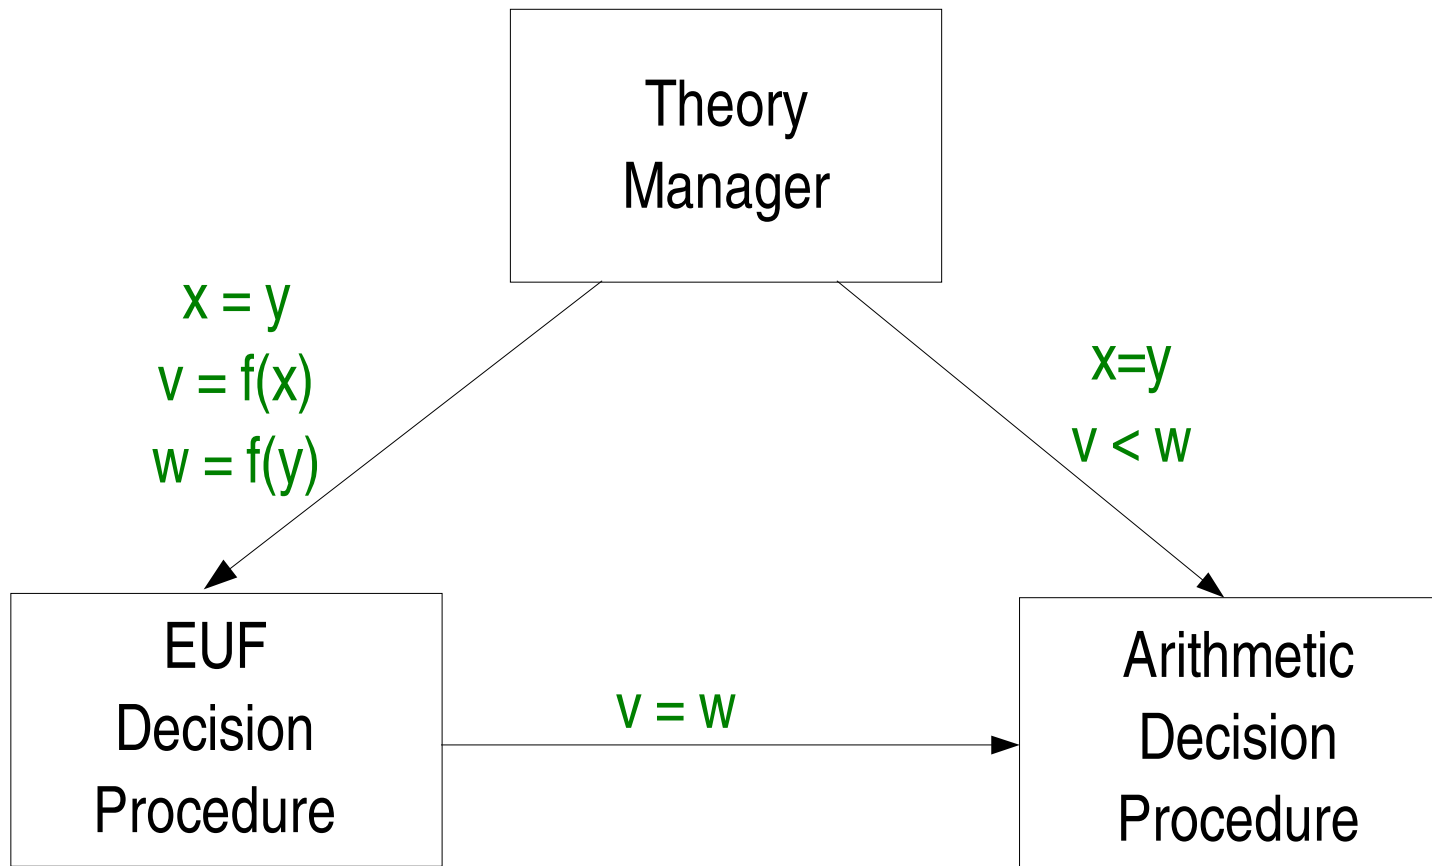 Theory
Manager
x = y
v = f(x)
w = f(y)
x=y
v < w
EUF
Decision
Procedure
v = w
Arithmetic
Decision
Procedure